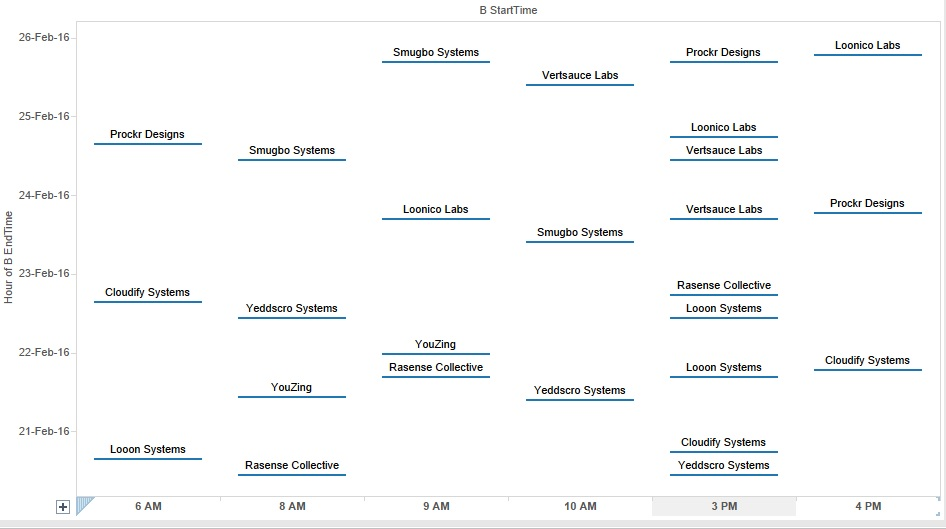 B StartTime
Hour of B EndTime
26-Feb-16
Smugbo Systems
Prockr Designs
Loonico Labs
Vertsauce Labs
25-Feb-16
Prockr Designs
Loonico Labs
Smugbo Systems
Vertsauce Labs
24-Feb-16
Loonico Labs
Vertsauce Labs
Prockr Designs
Smugbo Systems
23-Feb-16
Cloudify Systems
Rasense Collective
Yeddscro Systems
Looon Systems
22-Feb-16
YouZing
Rasense Collective
Looon Systems
Cloudify Systems
YouZing
Yeddscro Systems
21-Feb-16
Looon Systems
Cloudify Systems
Rasense Collective
Yeddscro Systems
6 AM
8 AM
9 AM
10 AM
3 PM
4 PM